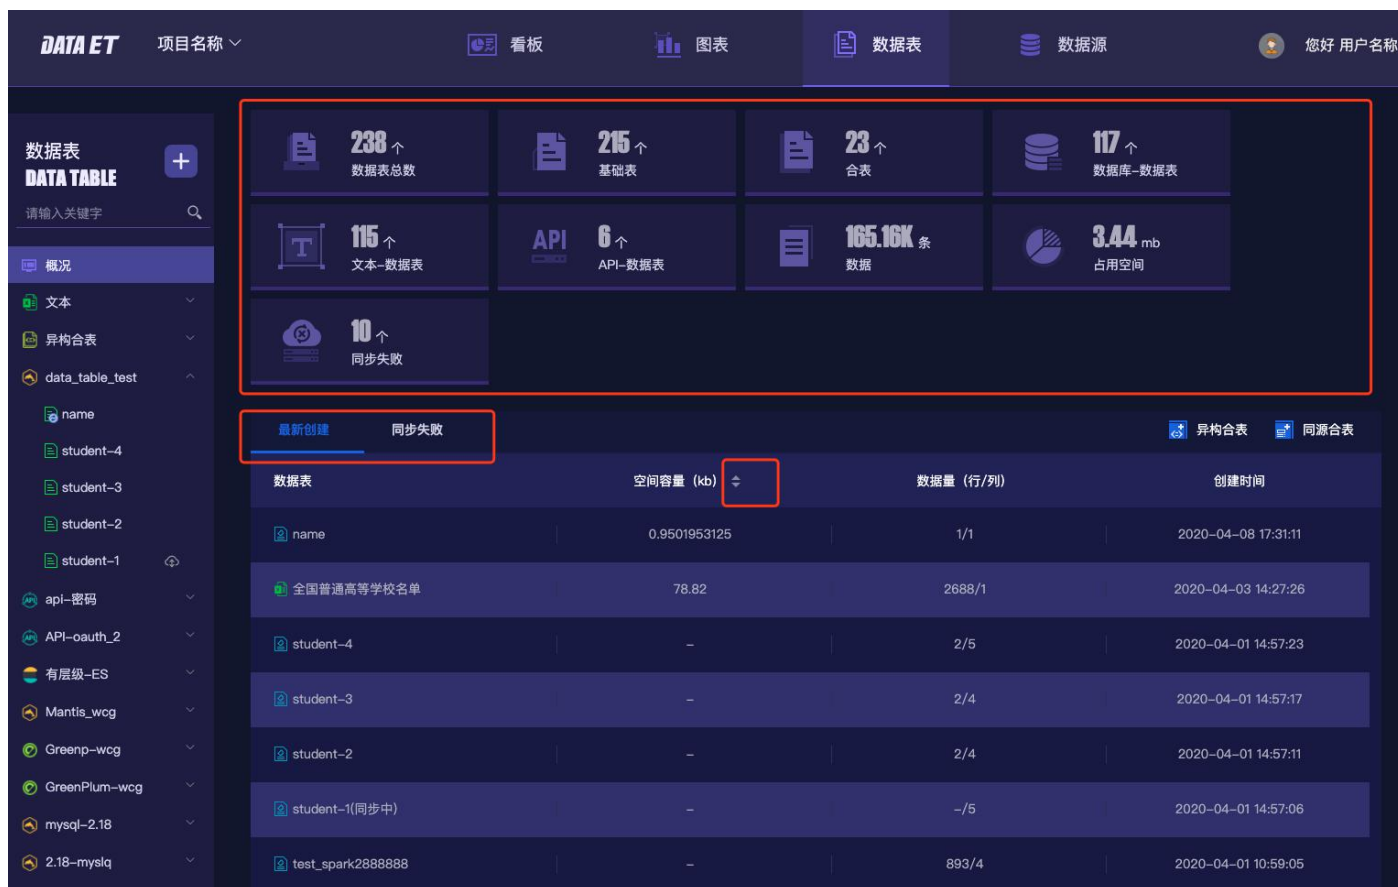 DATA ET
项目名称
看板
图表
数据表
数据源
您好 用户名称
数据表
DATA TABLE
请输入关键字
概况
文本
异构合表
data_table_test
name
student-4
student-3
student-2
student-1
api-密码
API-oauth_2
有层级-ES
Mantis_wcg
Greenp-wcg
GreenPlum-wcg
mysql-2.18
2.18-myslq
238 个
数据表总数
215 个
基础表
23 个
合表
117 个
数据库-数据表
115 个
文本-数据表
API
6 个
API-数据表
165.16K 条
数据
3.44 mb
占用空间
10 个
同步失败
最新创建
同步失败
异构合表
同源合表
数据表 空间容量（kb） 数据量（行/列） 创建时间
name 0.9501953125 1/1 2020-04-08 17:31:11
全国普通高等学校名单 78.82 2688/1 2020-04-03 14:27:26
student-4 - 2/5 2020-04-01 14:57:23
student-3 - 2/4 2020-04-01 14:57:17
student-2 - 2/4 2020-04-01 14:57:11
student-1(同步中) - -/5 2020-04-01 14:57:06
test_spark2888888 - 893/4 2020-04-01 10:59:05